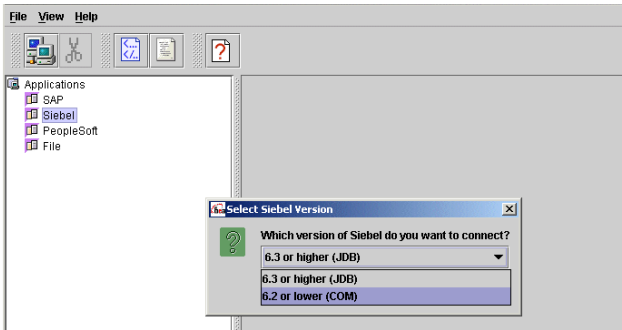 File View Help
Applications
SAP
Siebel
PeopleSoft
File
Select Siebel Version
Which version of Siebel do you want to connect?
6.3 or higher (JDB)
6.3 or higher (JDB)
6.2 or lower (COM)